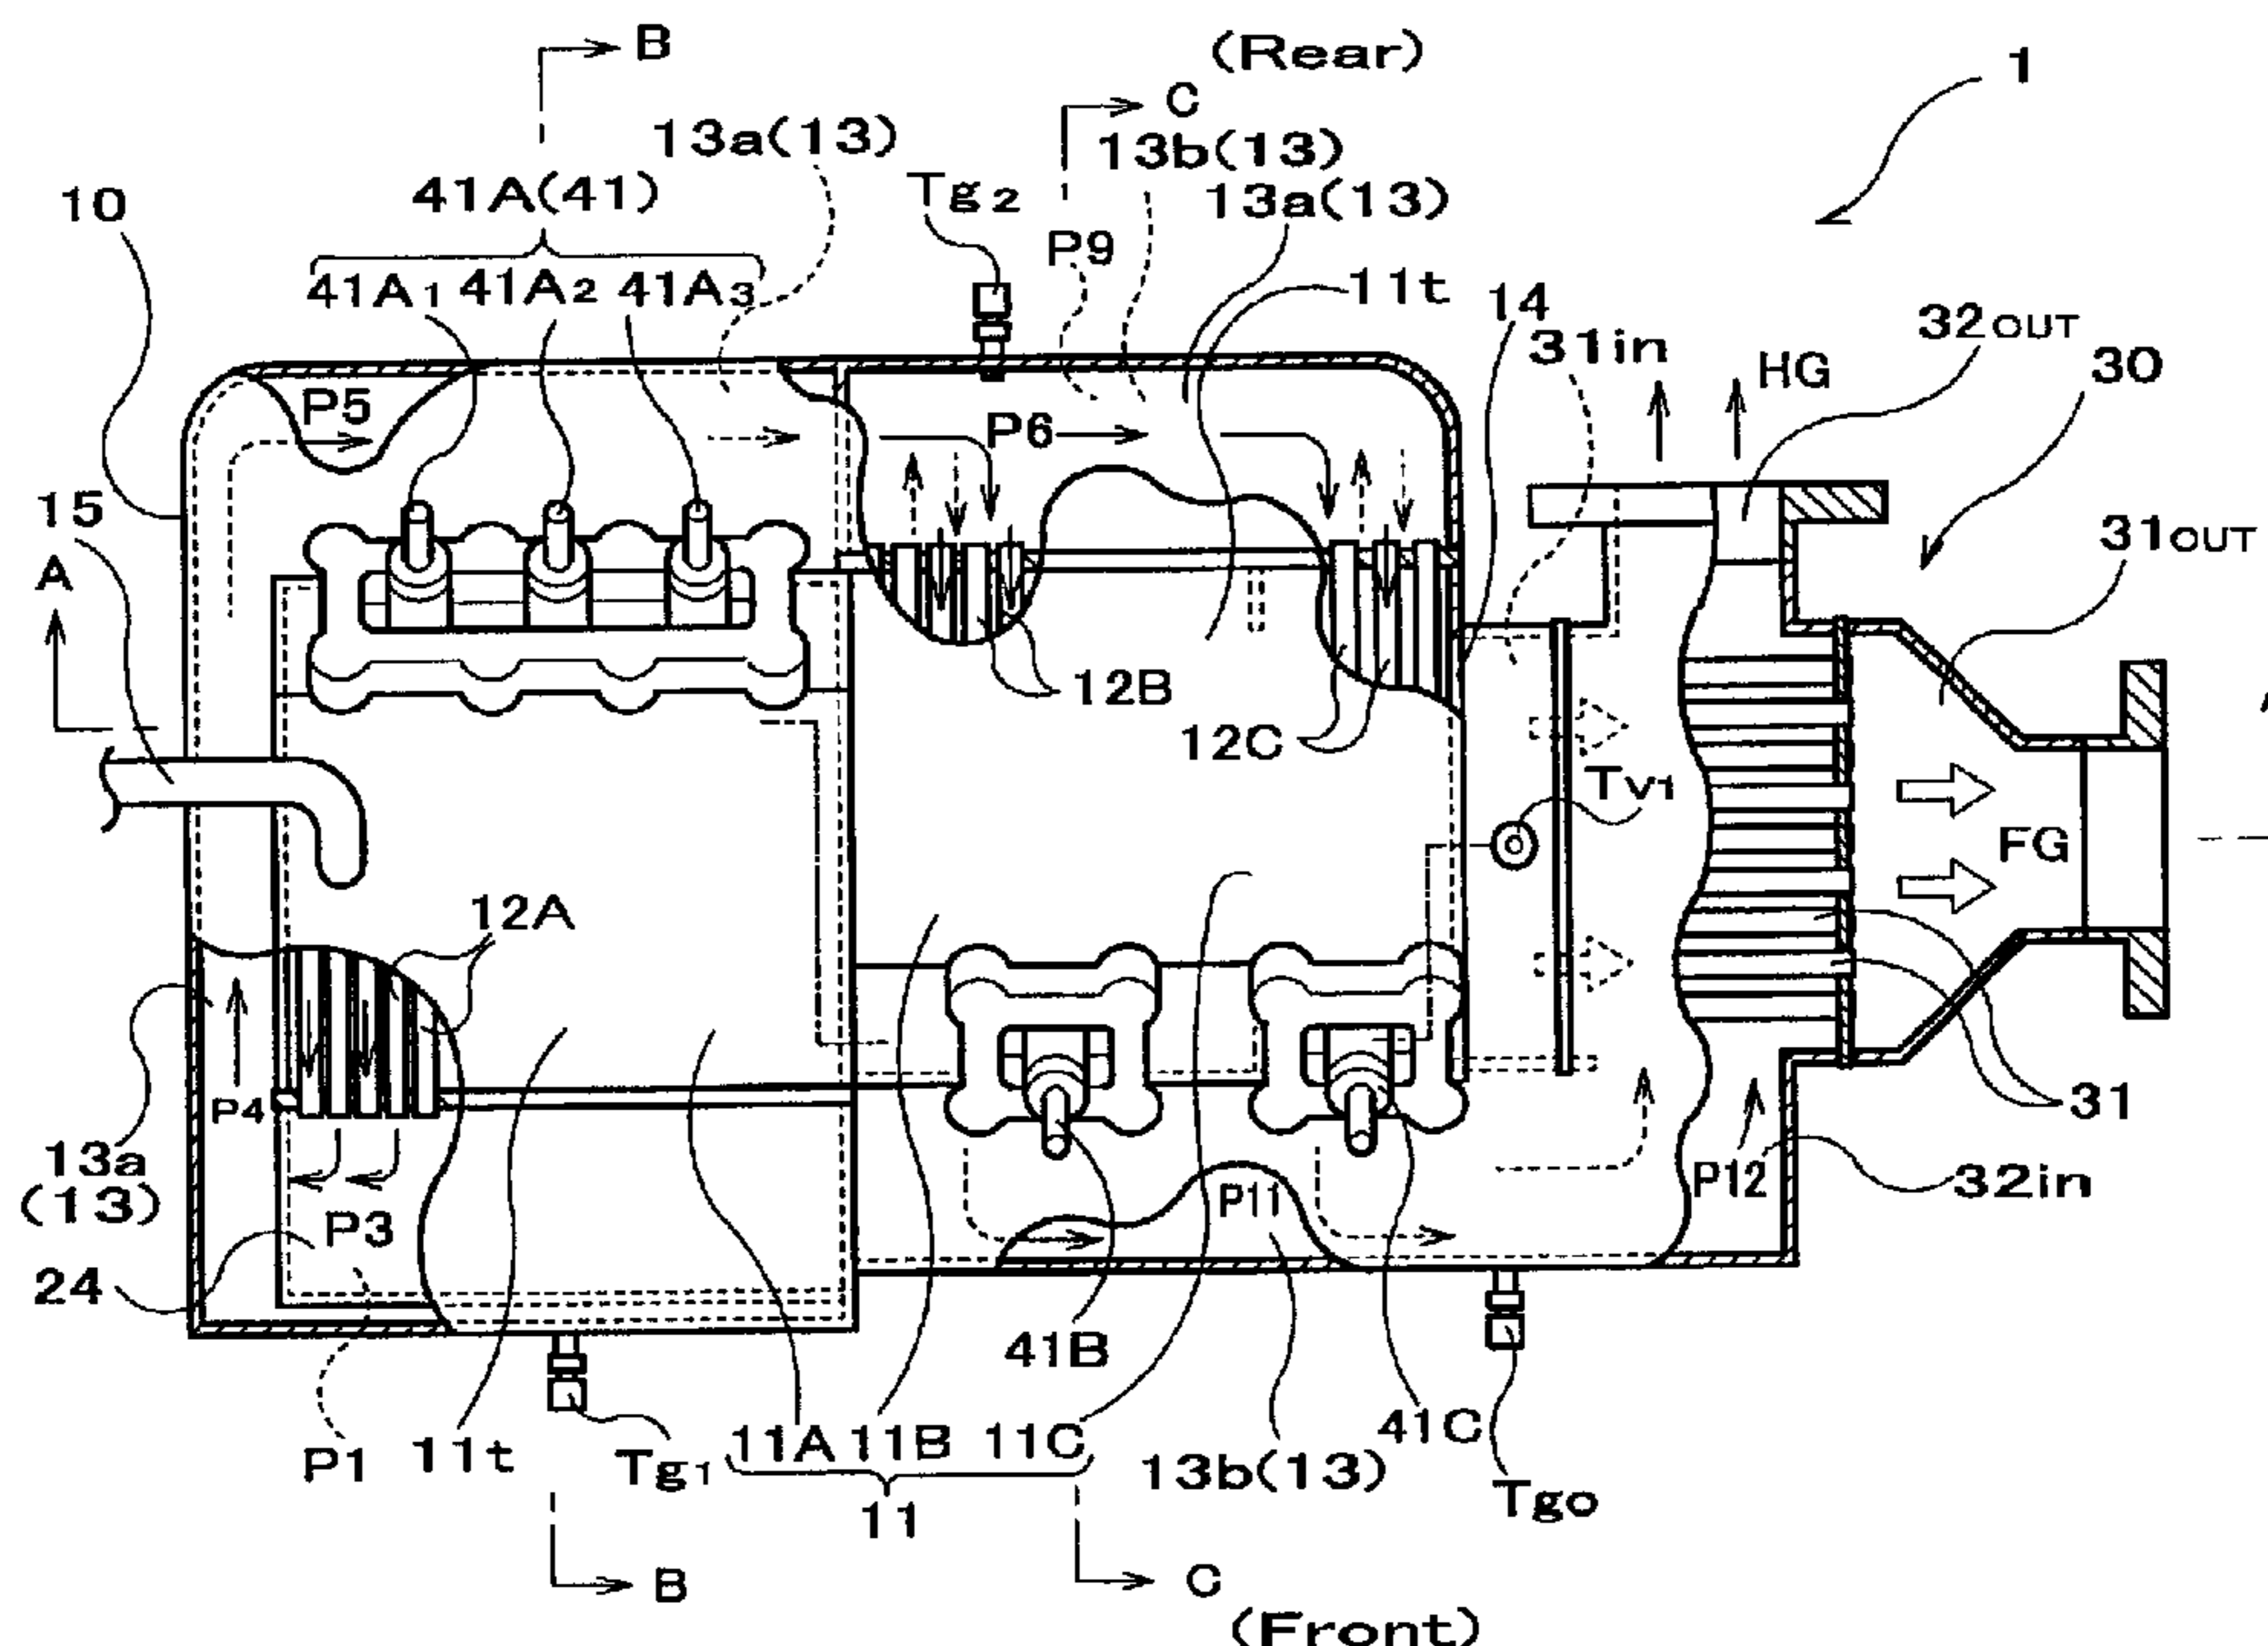 B
(Rear)
1
C
13a(13)
13b(13)
41A(41)
Tg2
13a(13)
10
P9
41A1 41A2 41A3
11t
14
32OUT
31in
HG
30
P5
P6
15
31OUT
A
12B
12C
Tv1
FG
12A
P4
31
13a
(13)
P12
32in
P11
P3
24
41B
41C
P1
11t
Tg1
11A 11B 11C
13b(13)
Tgo
11
B
C
(Front)